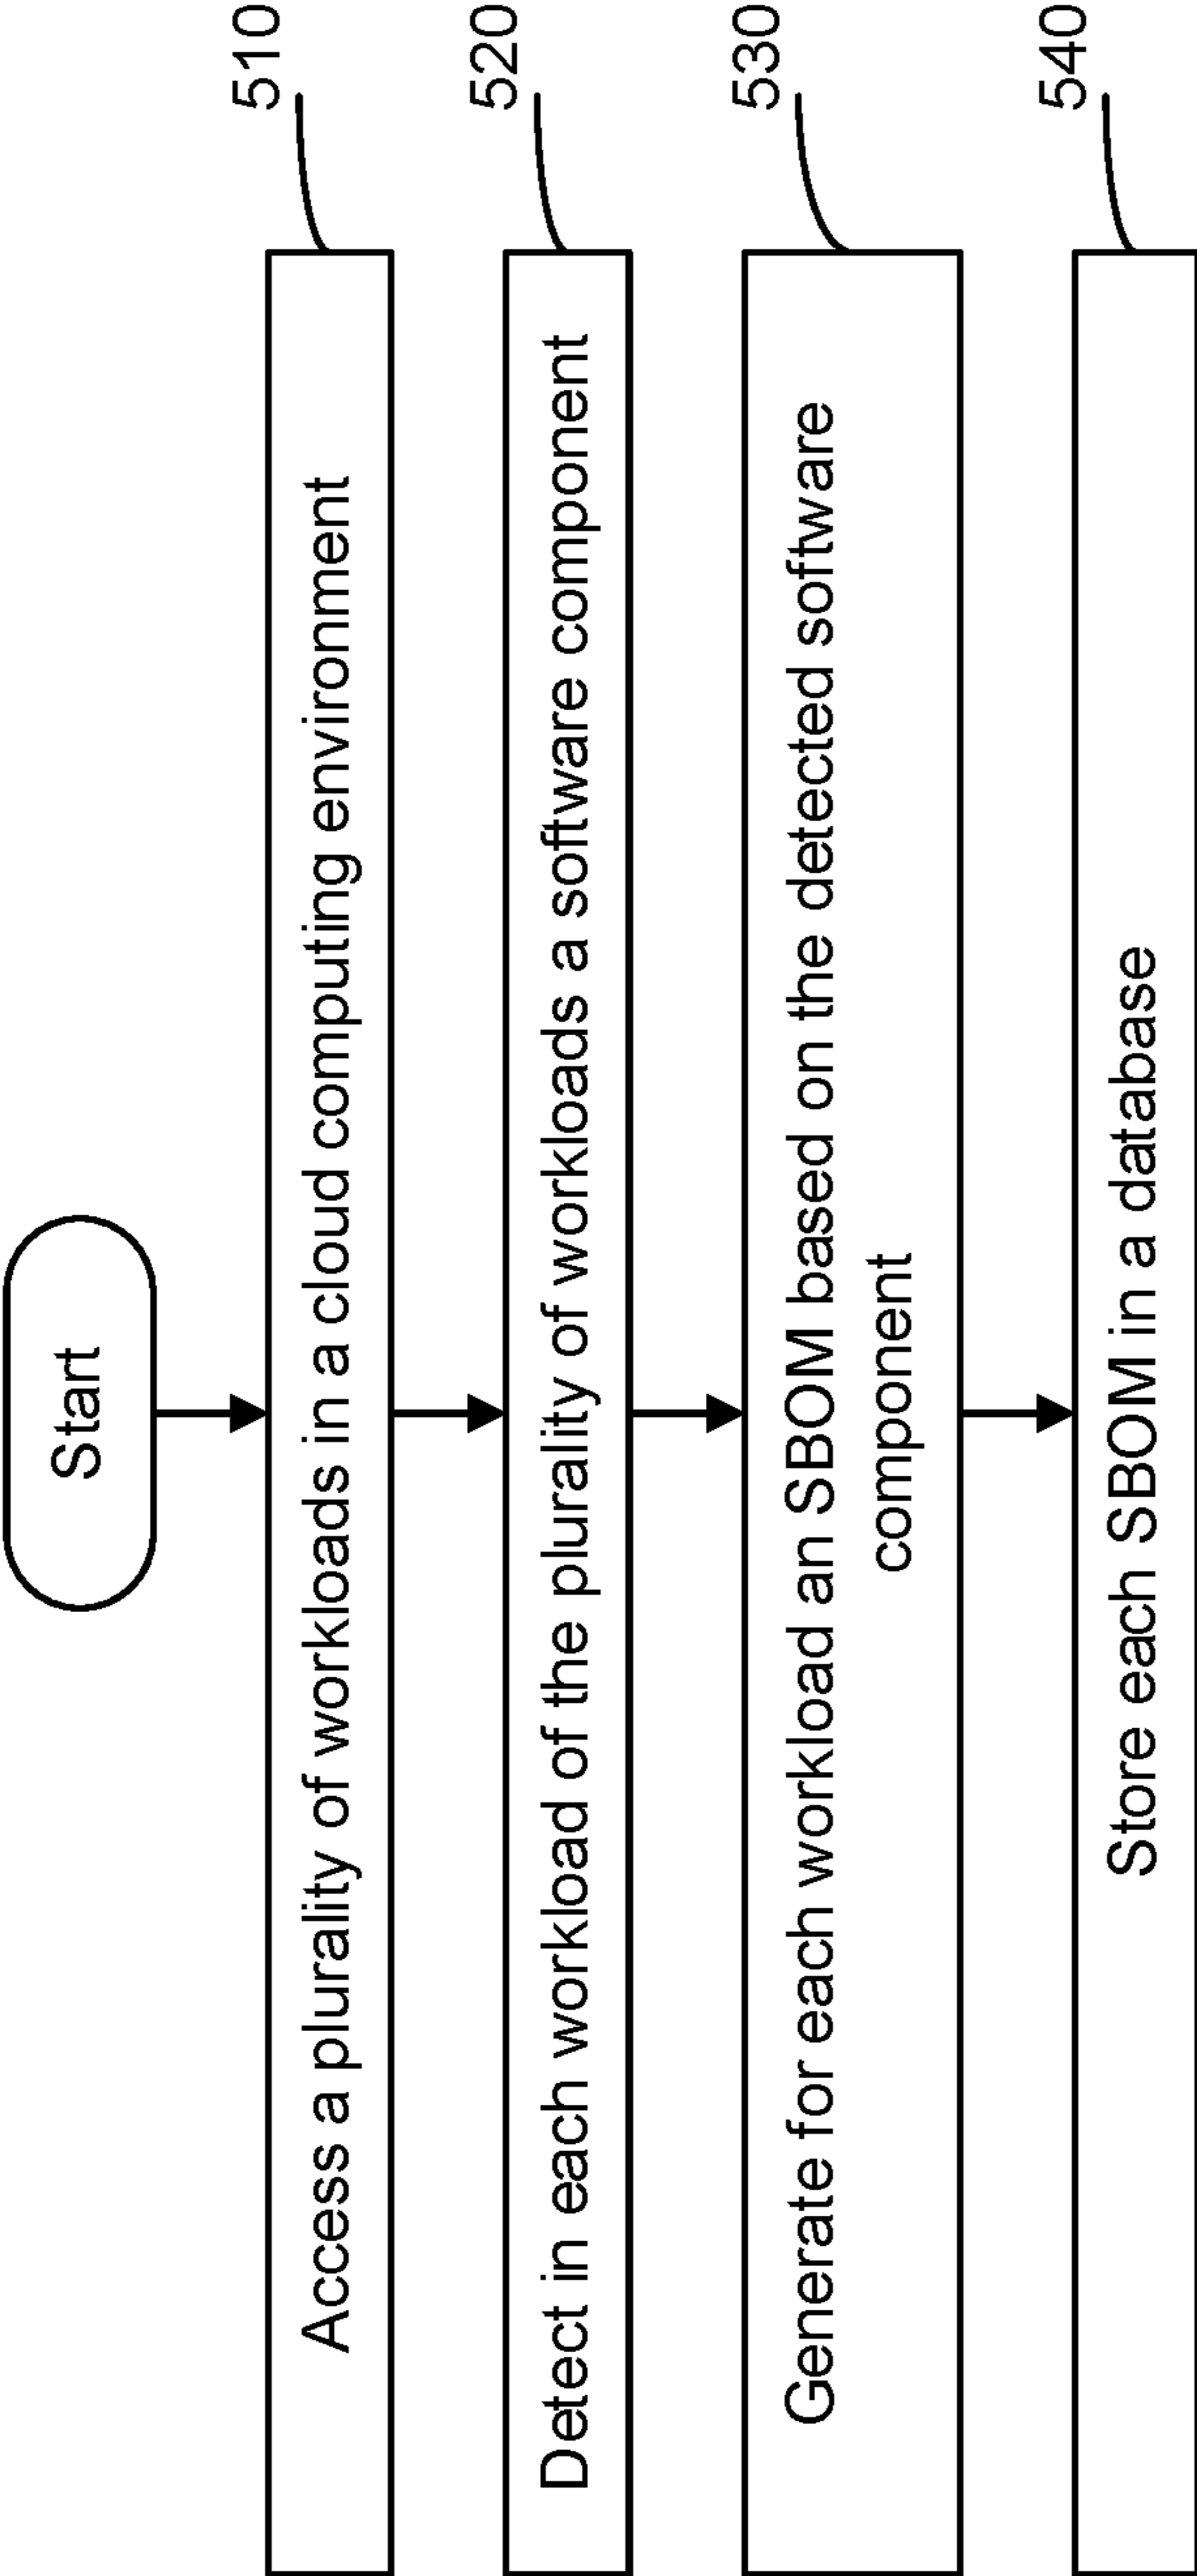 Start
510
Access a plurality of workloads in a cloud computing environment
520
Detect in each workload of the plurality of workloads a software component
530
Generate for each workload an SBOM based on the detected software
component
540
Store each SBOM in a database